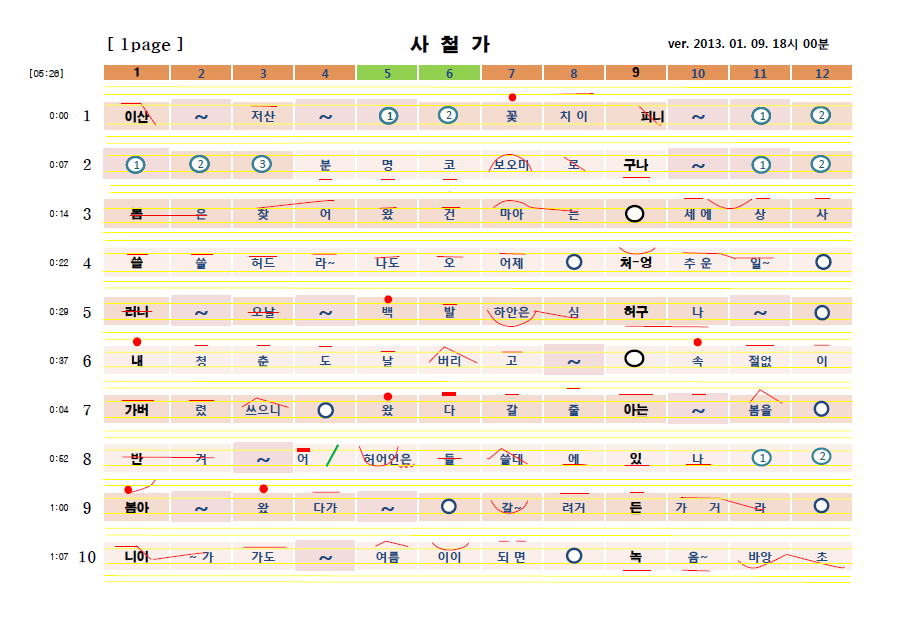 [ 1page ] 사 철 가 ver. 2013. 01. 09. 18시 00분
[05:26] 1 2 3 4 5 6 7 8 9 10 11 12
0:00 1 이산 ~ 저산 ~ 1 2 꽃 치 이 피니 ~ 1 2
0:07 2 1 2 3 분 명 코 보오미 로 구나 ~ 1 2
0:14 3 봄 은 찾 어 왔 건 마아 는 ○ 세 에 상 사
0:22 4 쓸 쓸 허드 라~ 나도 오 어제 ○ 처-엉 추 운 일~ ○
0:29 5 러니 ~ 오날 ~ 백 발 하안은 심 허구 나 ~ ○
0:37 6 내 청 춘 도 날 버리 고 ~ ○ 속 절없 이
0:04 7 가버 렸 쓰으니 ○ 왔 다 갈 줄 아는 ~ 봄을 ○
0:52 8 반 겨 ~ 어 / 허어언은 들 쓸데 에 있 나 1 2
1:00 9 봄아 ~ 왔 다가 ~ ○ 갈~ 려거 든 가 거 라 ○
1:07 10 니이 ~ 가 가도 ~ 여름 이이 되 면 ○ 녹 음~ 바앙 초